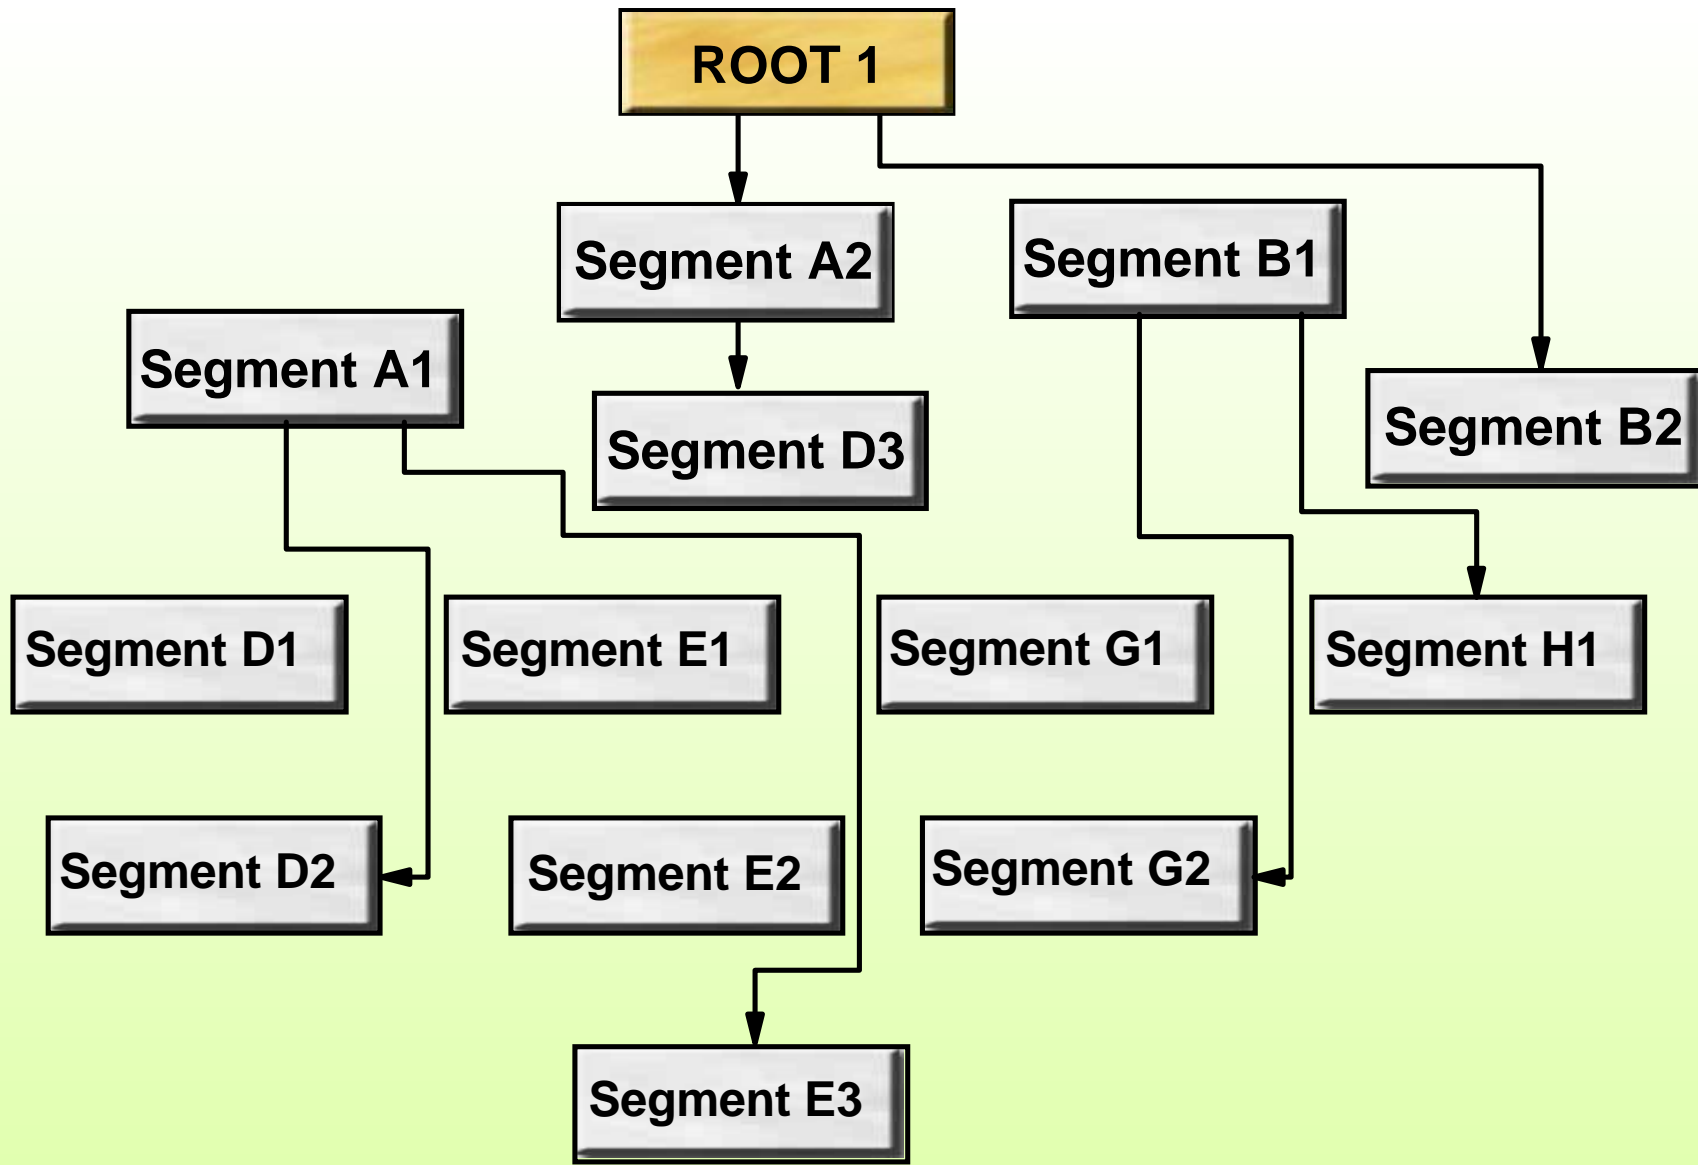 ROOT 1
Segment A2
Segment B1
Segment A1
Segment D3
Segment B2
Segment D1
Segment E1
Segment G1
Segment H1
Segment D2
Segment E2
Segment G2
Segment E3